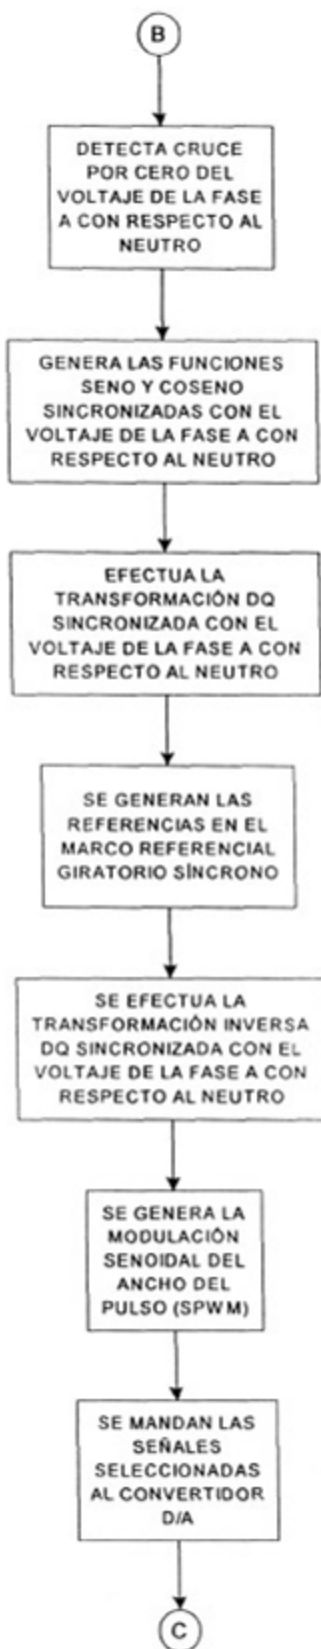 B
DETECTA CRUCE
POR CERO DEL
VOLTAJE DE LA FASE
A CON RESPECTO AL
NEUTRO
GENERA LAS FUNCIONES
SENO Y COSENO
SINCRONIZADAS CON EL
VOLTAJE DE LA FASE A CON
RESPECTO AL NEUTRO
EFECTUA LA
TRANSFORMACIÓN DQ
SINCRONIZADA CON EL
VOLTAJE DE LA FASE A CON
RESPECTO AL NEUTRO
SE GENERAN LAS
REFERENCIAS EN EL
MARCO REFERENCIAL
GIRATORIO SÍNCRONO
SE EFECTUA LA
TRANSFORMACIÓN INVERSA
DQ SINCRONIZADA CON EL
VOLTAJE DE LA FASE A CON
RESPECTO AL NEUTRO
SE GENERA LA
MODULACIÓN
SENOIDAL DEL
ANCHO DEL
PULSO (SPWM)
SE MANDAN LAS
SEÑALES
SELECCIONADAS
AL CONVERTIDOR
D/A
C